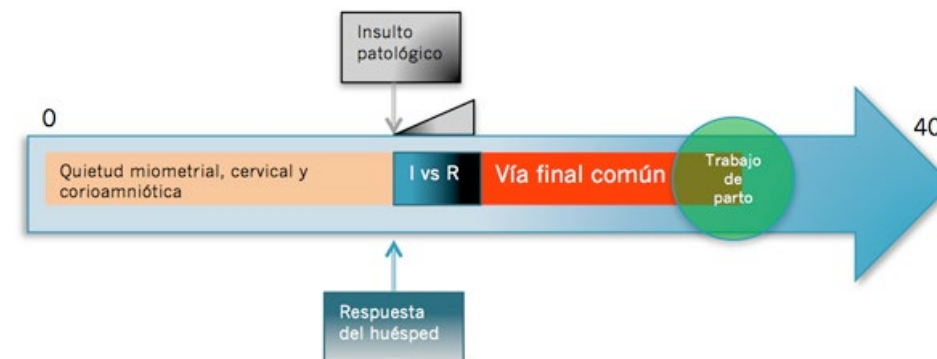 Insulto
patológico
0
40
Quietud miometrial, cervical y
corioamniótica
I vs R
Vía final común
Trabajo
de
parto
Respuesta
del huésped